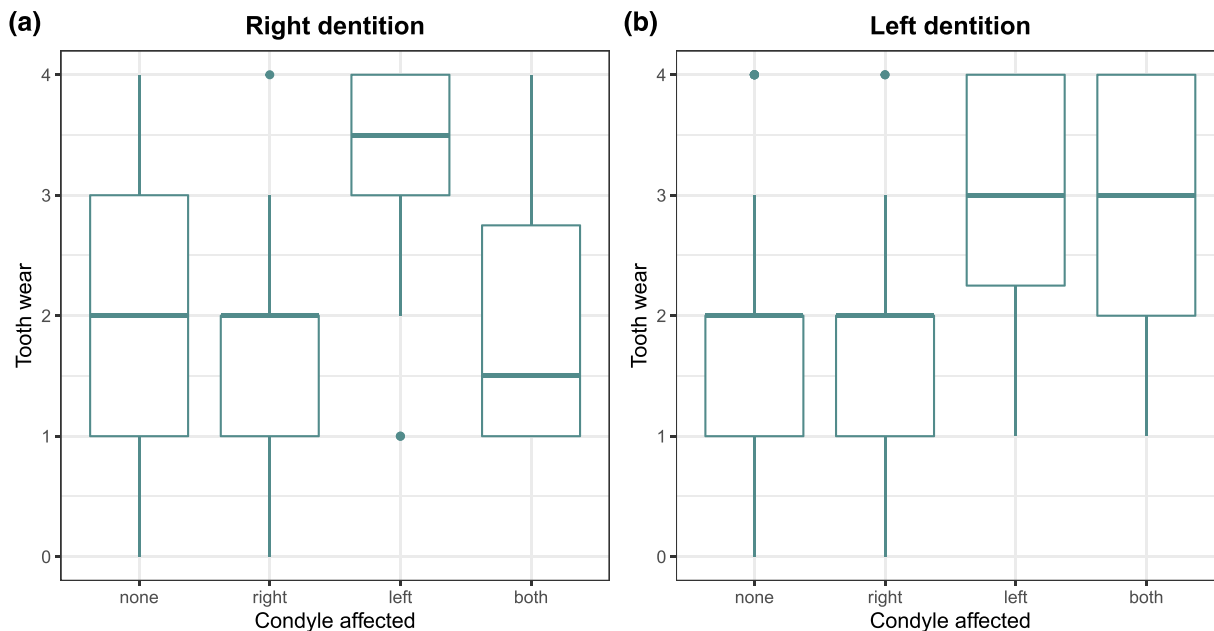 (a)
Right dentition
Tooth wear
4
3
2
1
0
none right left both
Condyle affected
(b)
Left dentition
Tooth wear
4
3
2
1
0
none right left both
Condyle affected